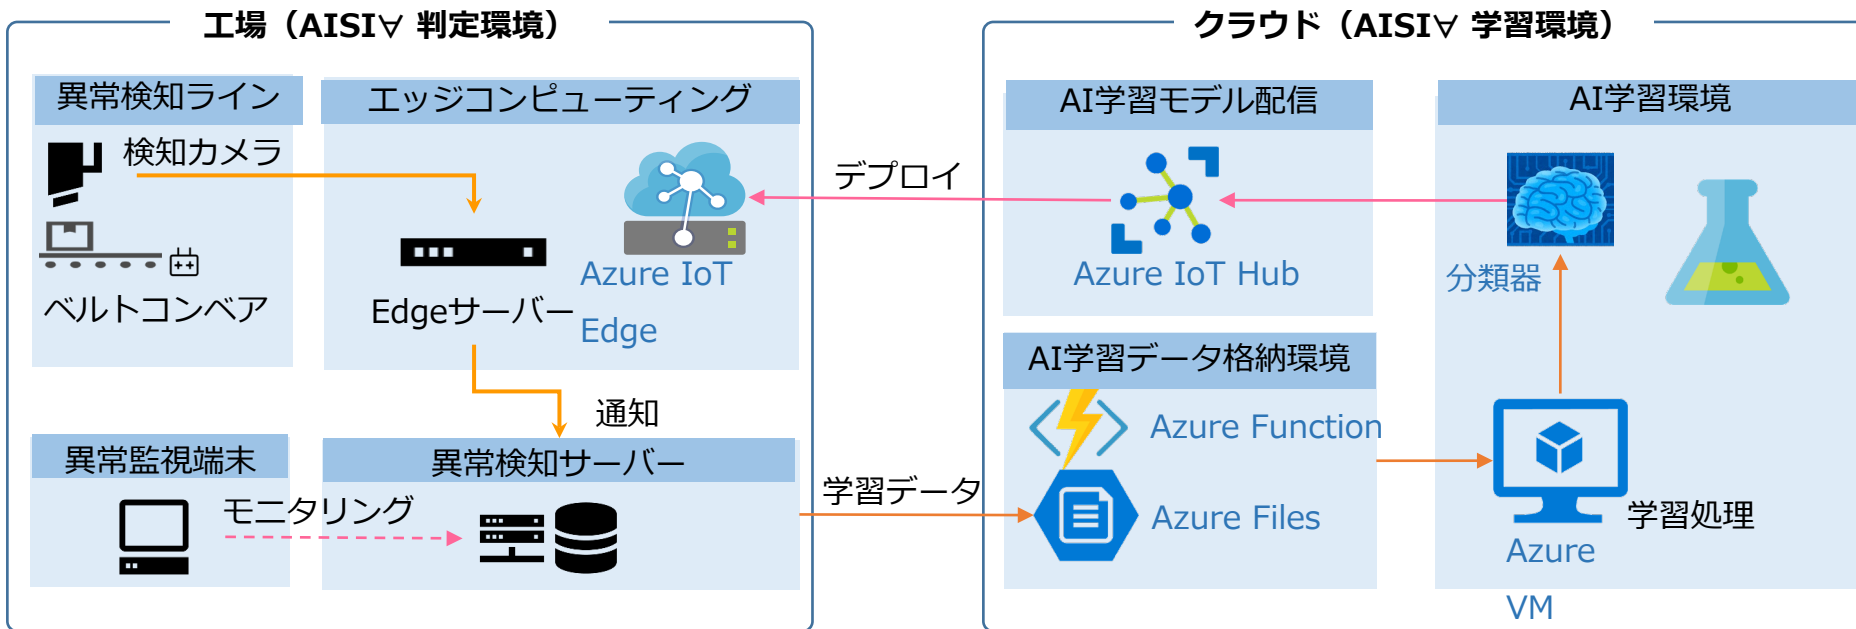 工場（AISI∀ 判定環境）
異常検知ライン
検知カメラ
ベルトコンベア
エッジコンピューティング
Edgeサーバー
Azure IoT
Edge
通知
異常監視端末
モニタリング
異常検知サーバー
デプロイ
学習データ
クラウド（AISI∀ 学習環境）
AI学習モデル配信
Azure IoT Hub
AI学習データ格納環境
Azure Function
Azure Files
AI学習環境
分類器
学習処理
Azure
VM